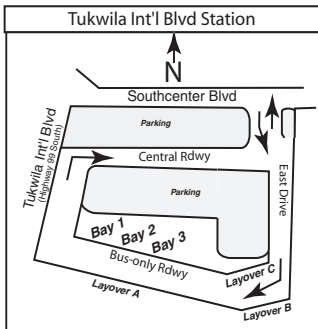 Tukwila Int'l Blvd Station
N
Southcenter Blvd
Parking
Tukwila Int'l Blvd
(Highway 99 South)
Central Rdwy
East Drive
Parking
Bay 1
Bay 2
Bay 3
Bus-only Rdwy
Layover C
Layover A
Layover B